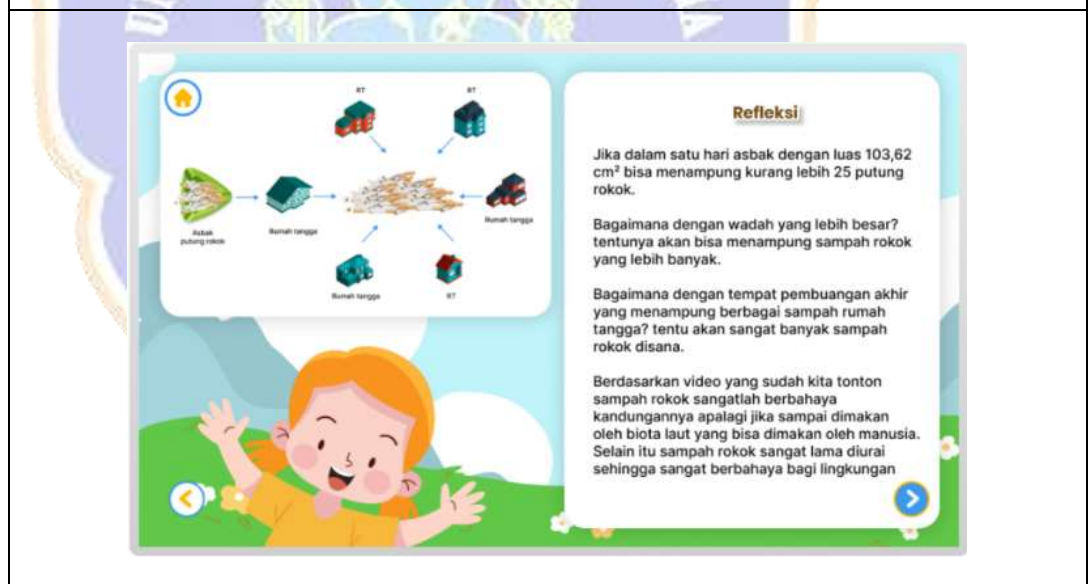 RT
RT
Asbak
putung rokok
Rumah tangga
Rumah tangga
Rumah tangga
RT
Refleksi
Jika dalam satu hari asbak dengan luas 103,62
cm² bisa menampung kurang lebih 25 putung
rokok.
Bagaimana dengan wadah yang lebih besar?
tentunya akan bisa menampung sampah rokok
yang lebih banyak.
Bagaimana dengan tempat pembuangan akhir
yang menampung berbagai sampah rumah
tangga? tentu akan sangat banyak sampah
rokok disana.
Berdasarkan video yang sudah kita tonton
sampah rokok sangatlah berbahaya
kandungannya apalagi jika sampai dimakan
oleh biota laut yang bisa dimakan oleh manusia.
Selain itu sampah rokok sangat lama diurai
sehingga sangat berbahaya bagi lingkungan